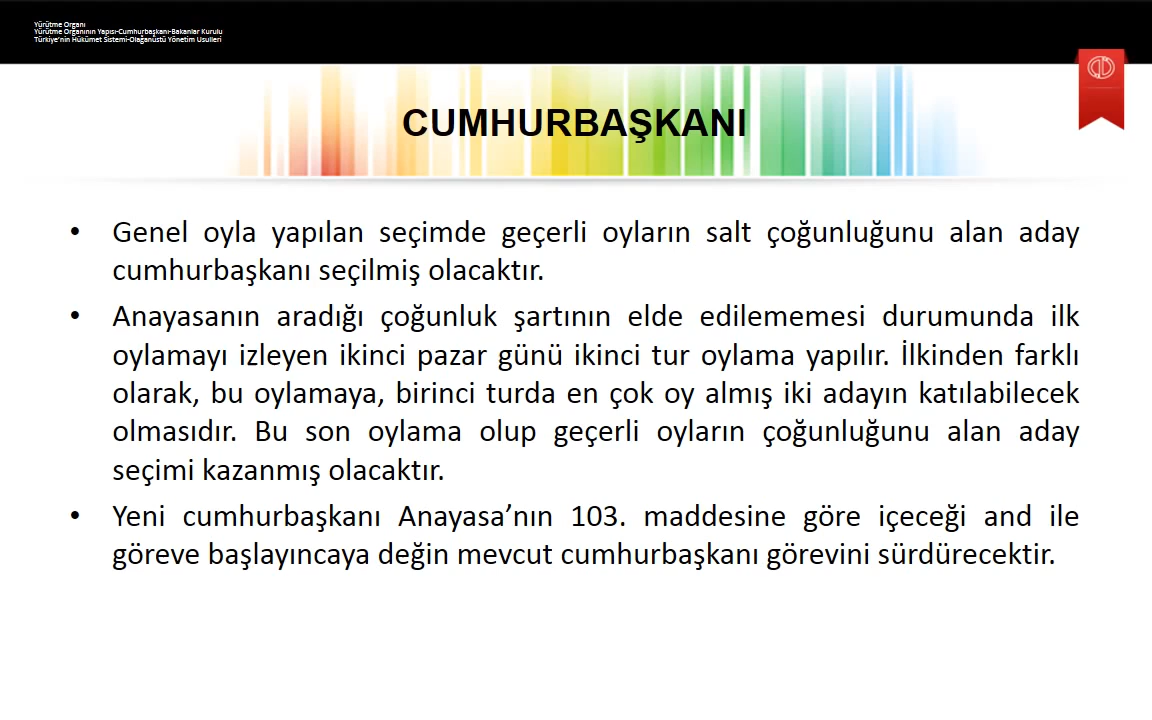 Yürütme Organı
Yürütme Organının Yapısı-Cumhurbaşkanı-Bakanlar Kurulu
Türkiye'nin Hükümet Sistemi-Olağanüstü Yönetim Usulleri
CUMHURBAŞKANI
• Genel oyla yapılan seçimde geçerli oyların salt çoğunluğunu alan aday
cumhurbaşkanı seçilmiş olacaktır.
• Anayasanın aradığı çoğunluk şartının elde edilememesi durumunda ilk
oylamayı izleyen ikinci pazar günü ikinci tur oylama yapılır. İlkinden farklı
olarak, bu oylamaya, birinci turda en çok oy almış iki adayın katılabilecek
olmasıdır. Bu son oylama olup geçerli oyların çoğunluğunu alan aday
seçimi kazanmış olacaktır.
• Yeni cumhurbaşkanı Anayasa’nın 103. maddesine göre içeceği and ile
göreve başlayıncaya değin mevcut cumhurbaşkanı görevini sürdürecektir.